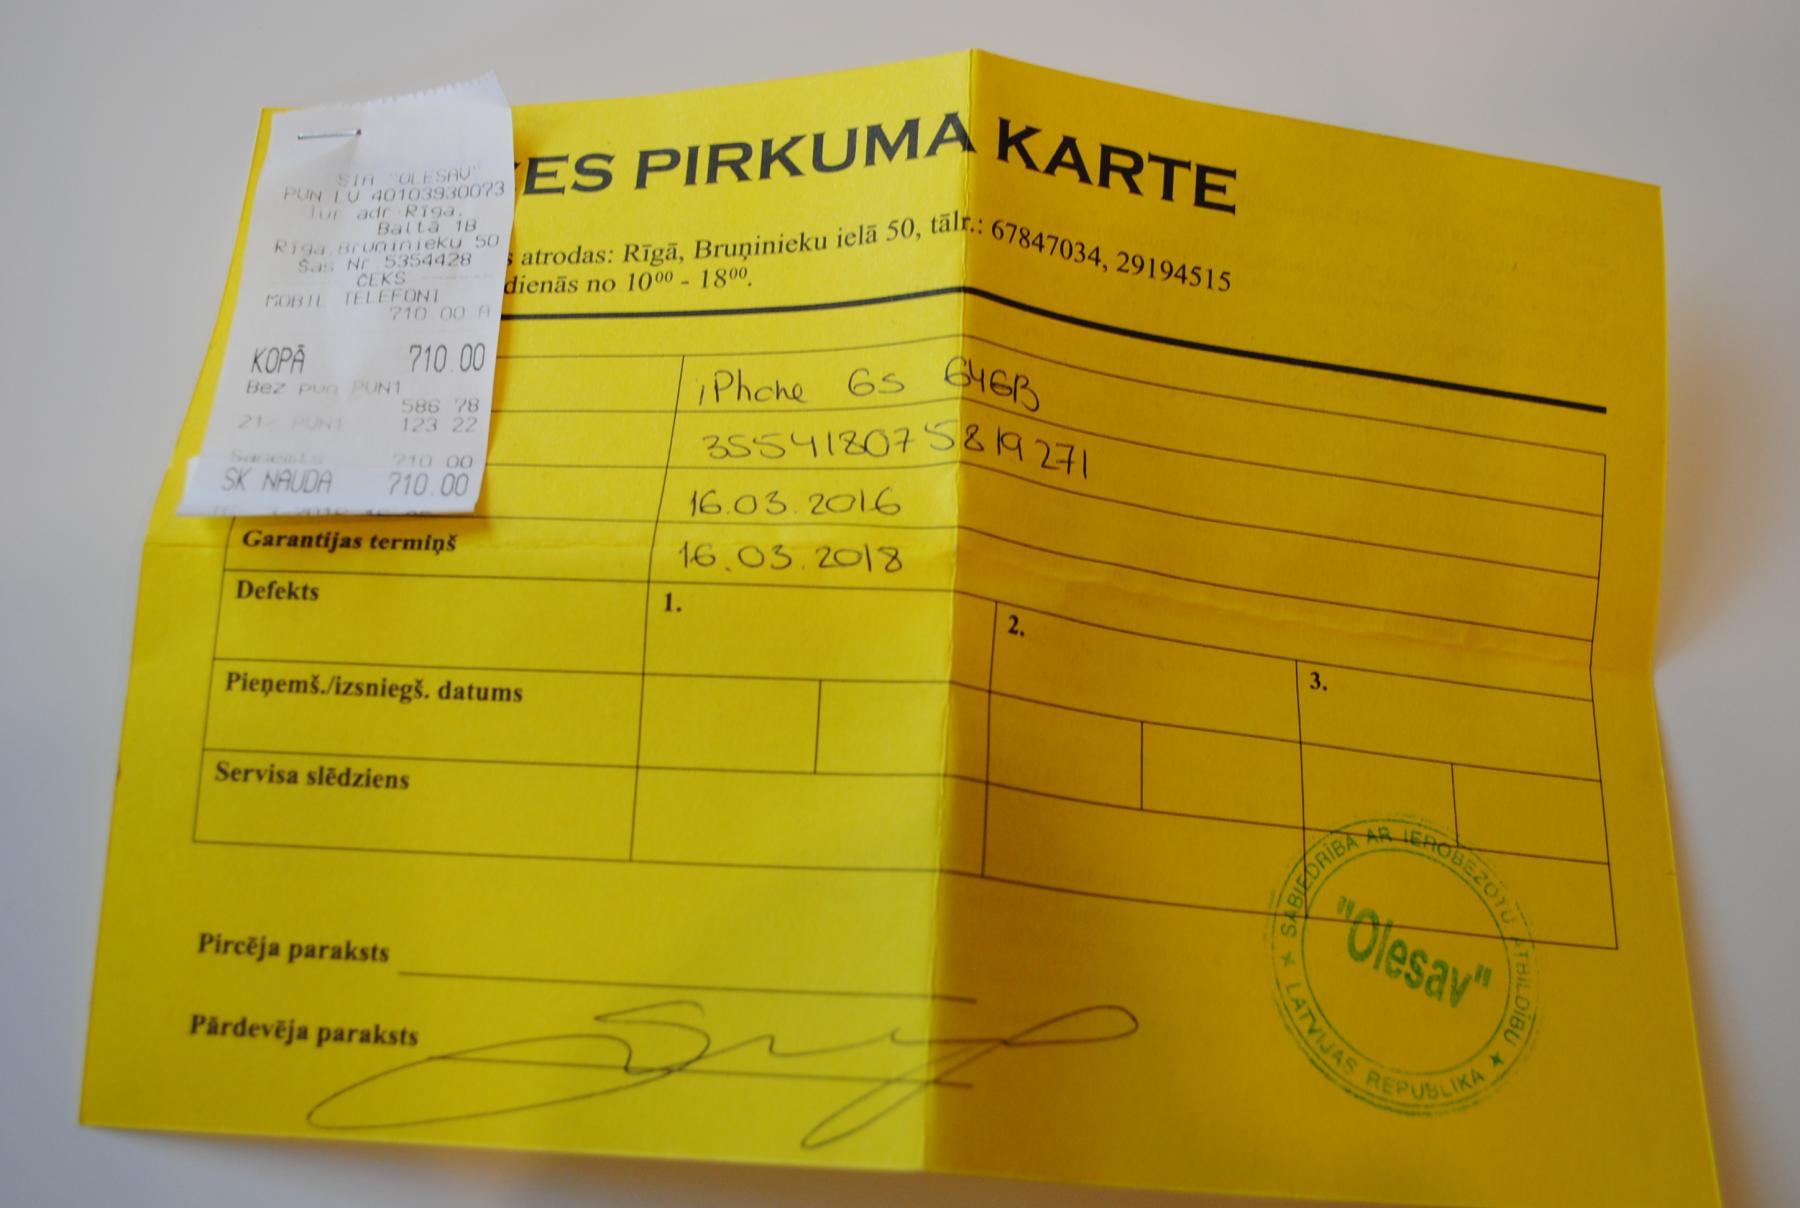 SIA "OLESAV"
PVN LV 40103930073
Jur adr Rīga,
Baltā 1B
Rīga,Bruņinieku 50
Šas Nr 5354428
ČEKS
MOBIL TELEFONI
710 00 A
KOPĀ 710.00
Bez pvn PVN1
586 78
21% PVN1 123 22
Saņemts 710 00
SK NAUDA 710.00
ES PIRKUMA KARTE
s atrodas: Rīgā, Bruņinieku ielā 50, tālr.: 67847034, 29194515
dienās no 10⁰⁰ - 18⁰⁰.
iPhone 6s 64GB
355418075819271
16.03.2016
Garantijas termiņš 16.03.2018
Defekts 1. 2. 3.
Pieņemš./izsniegš. datums
Servisa slēdziens
Pircēja paraksts
Pārdevēja paraksts
SABIEDRĪBA AR IEROBEŽOTU ATBILDĪBU
"Olesav"
LATVIJAS REPUBLIKA